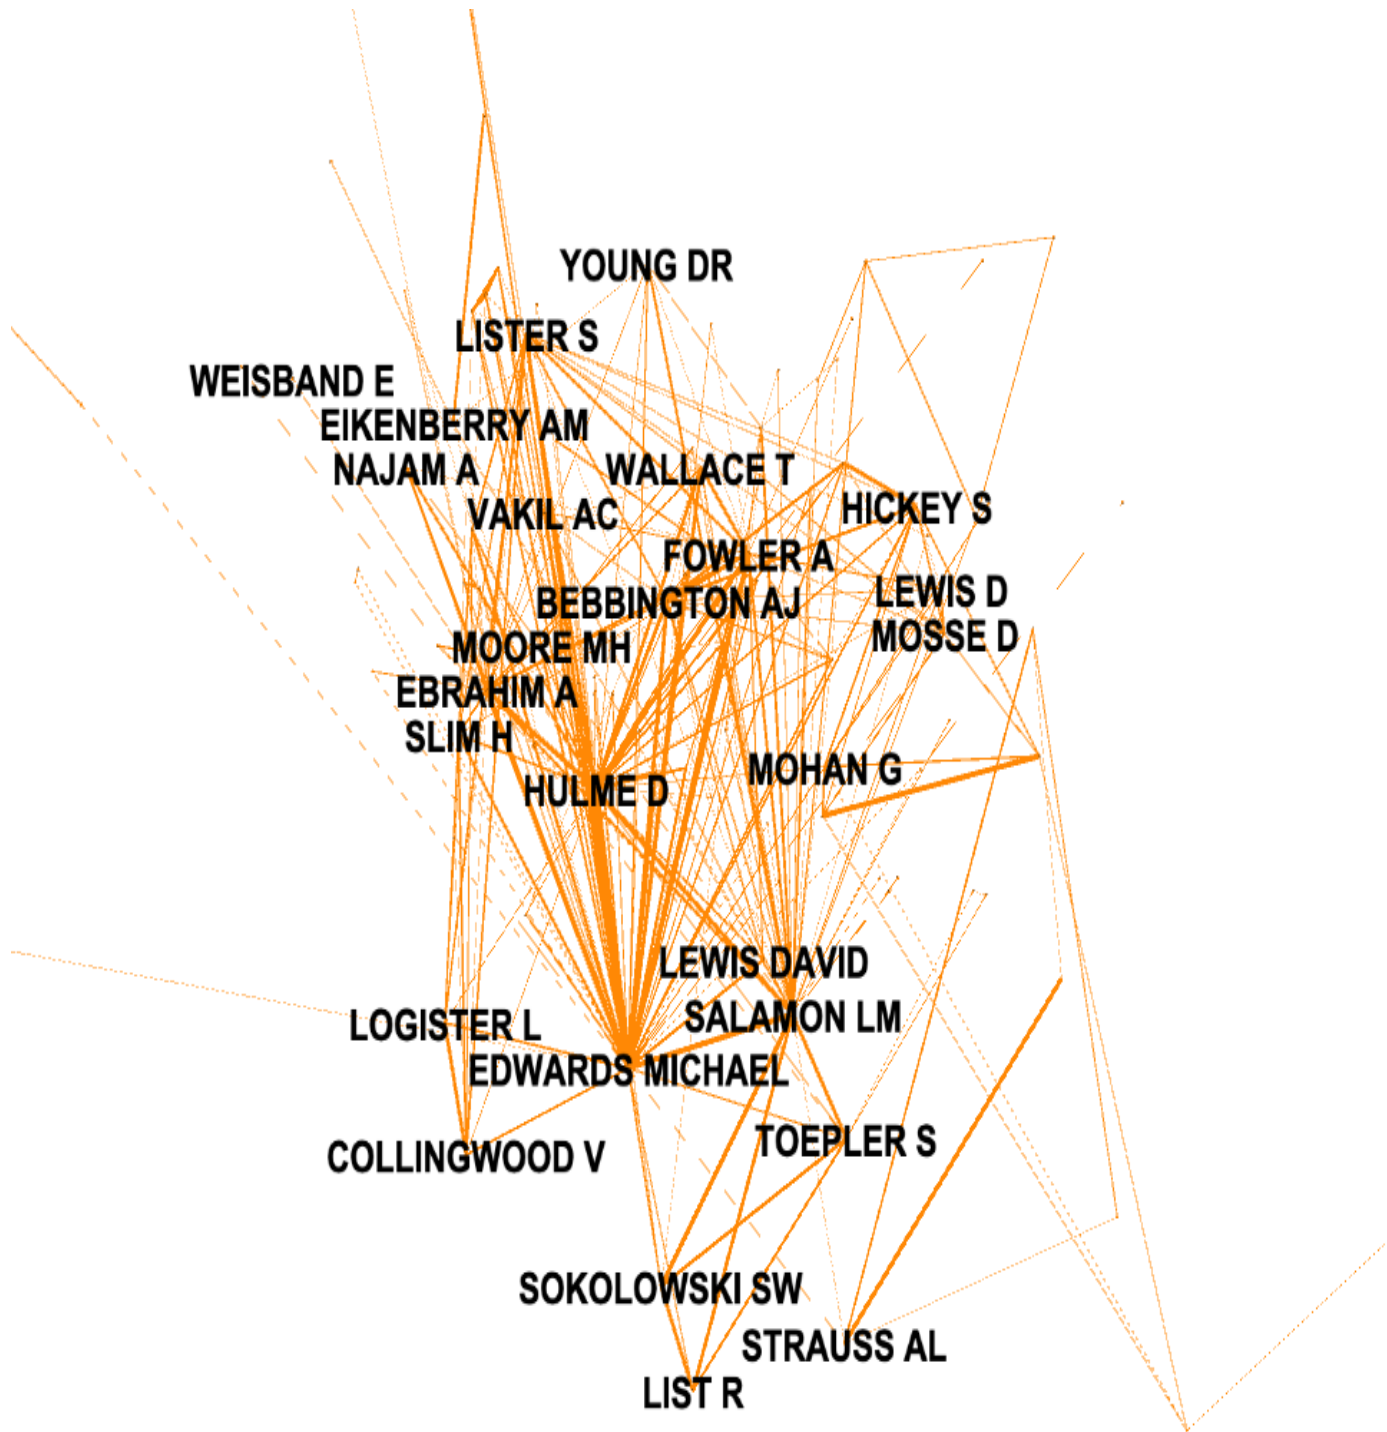 YOUNG DR
LISTER S
WEISBAND E
EIKENBERRY AM
NAJAM A
WALLACE T
VAKIL AC
HICKEY S
FOWLER A
LEWIS D
BEBBINGTON AJ
MOSSE D
MOORE MH
EBRAHIM A
SLIM H
MOHAN G
HULME D
LEWIS DAVID
SALAMON LM
LOGISTER L
EDWARDS MICHAEL
TOEPLER S
COLLINGWOOD V
SOKOLOWSKI SW
STRAUSS AL
LIST R